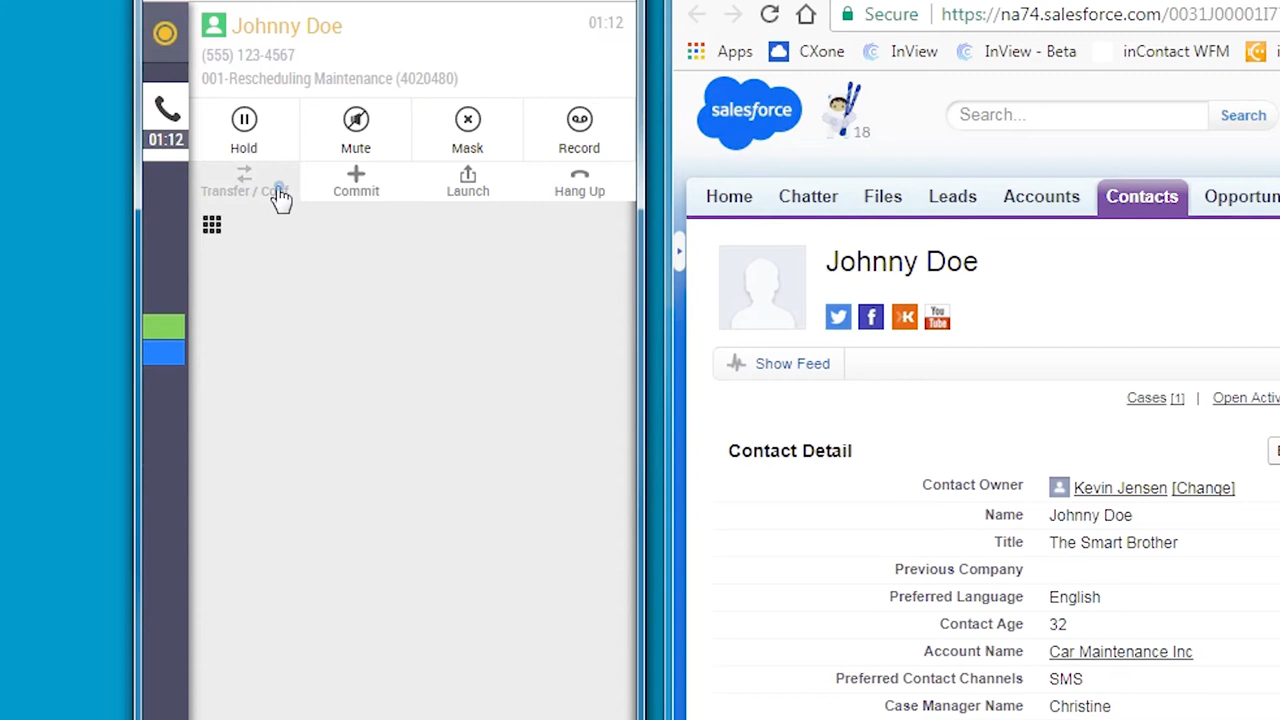 Johnny Doe
01:12
(555) 123-4567
001-Rescheduling Maintenance (4020480)
01:12
Hold
Mute
Mask
Record
Transfer /
Commit
Launch
Hang Up
Secure
https://na74.salesforce.com/0031J00001I7
Apps
CXone
InView
InView - Beta
inContact WFM
salesforce
18
Search...
Search
Home
Chatter
Files
Leads
Accounts
Contacts
Opportun
Johnny Doe
You
Tube
Show Feed
Cases [1] | Open Activ
Contact Detail
Contact Owner Kevin Jensen [Change]
Name Johnny Doe
Title The Smart Brother
Previous Company
Preferred Language English
Contact Age 32
Account Name Car Maintenance Inc
Preferred Contact Channels SMS
Case Manager Name Christine